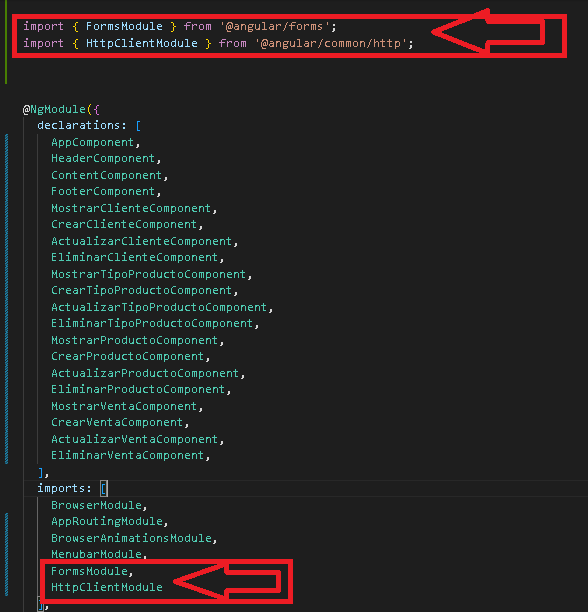 import { FormsModule } from '@angular/forms';
import { HttpClientModule } from '@angular/common/http';
@NgModule({
declarations: [
AppComponent,
HeaderComponent,
ContentComponent,
FooterComponent,
MostrarClienteComponent,
CrearClienteComponent,
ActualizarClienteComponent,
EliminarClienteComponent,
MostrarTipoProductoComponent,
CrearTipoProductoComponent,
ActualizarTipoProductoComponent,
EliminarTipoProductoComponent,
MostrarProductoComponent,
CrearProductoComponent,
ActualizarProductoComponent,
EliminarProductoComponent,
MostrarVentaComponent,
CrearVentaComponent,
ActualizarVentaComponent,
EliminarVentaComponent,
],
imports: [
BrowserModule,
AppRoutingModule,
BrowserAnimationsModule,
MenubarModule,
FormsModule,
HttpClientModule
],